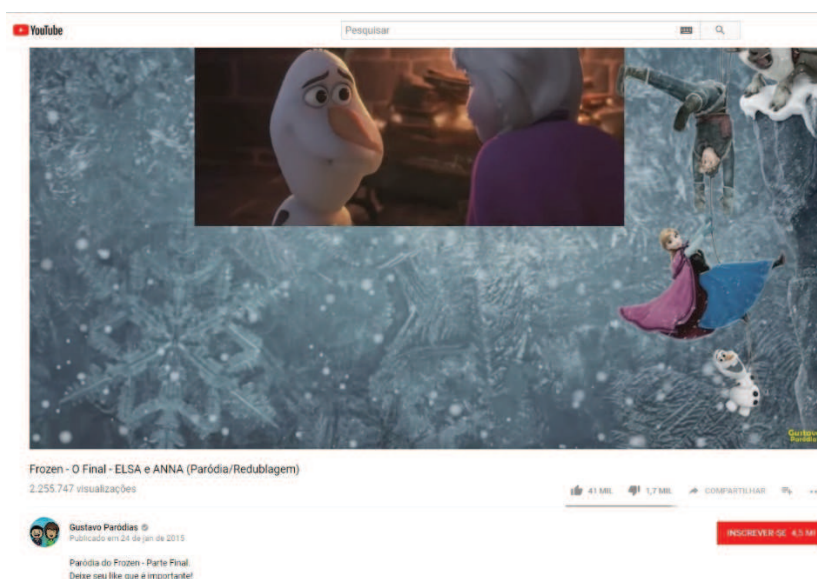 YouTube
Pesquisar
Gustavo
Paródias
Frozen - O Final - ELSA e ANNA (Paródia/Redublagem)
2.255.747 visualizações
41 MIL 1,7 MIL COMPARTILHAR
Gustavo Paródias
Publicado em 24 de jan de 2015
INSCREVER-SE 4,5
Paródia do Frozen - Parte Final.
Deixe seu like que é importante!